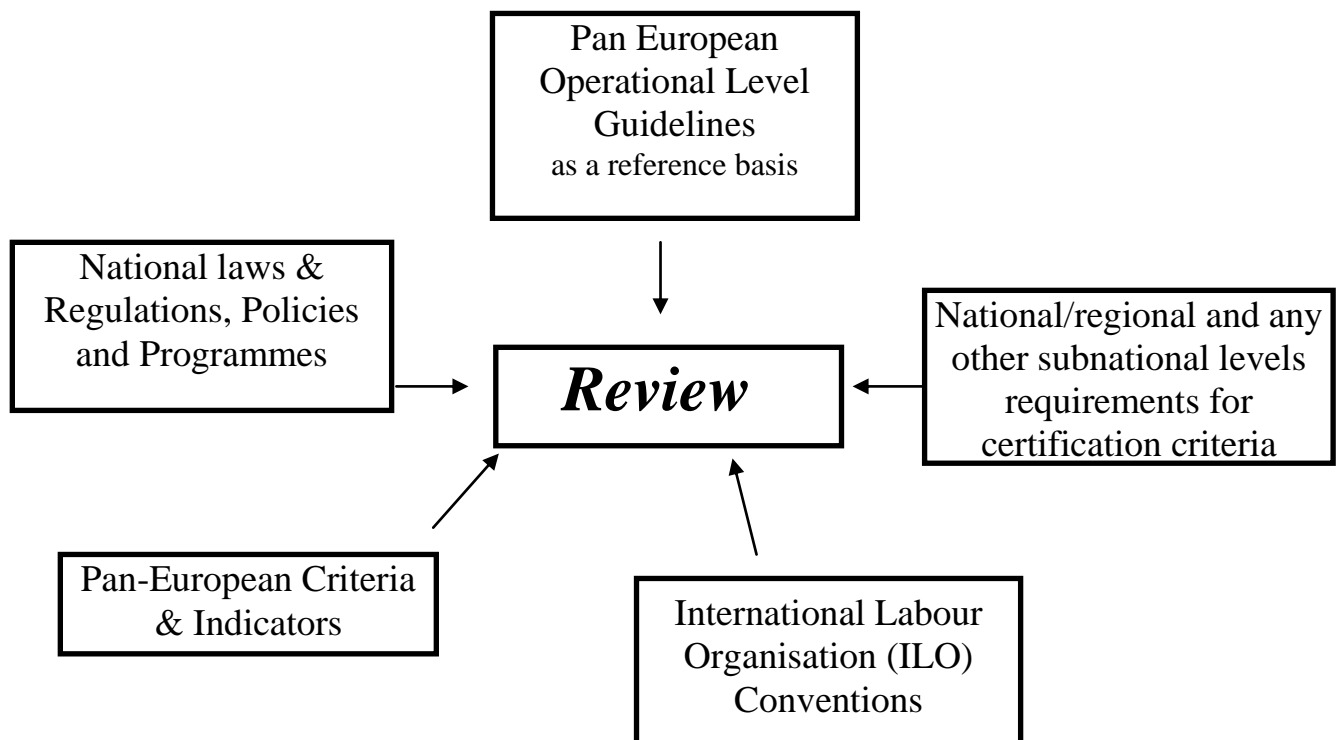 Pan European
Operational Level
Guidelines
as a reference basis
National laws &
Regulations, Policies
and Programmes
Review
National/regional and any
other subnational levels
requirements for
certification criteria
Pan-European Criteria
& Indicators
International Labour
Organisation (ILO)
Conventions